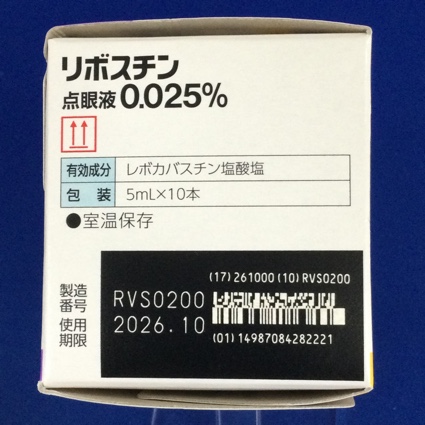 リボスチン
点眼液 0.025%
有効成分 レボカバスチン塩酸塩
包装 5mL×10本
●室温保存
(17) 261000 (10) RVS0200
製造番号 RVS0200
使用期限 2026.10
(01) 14987084282221